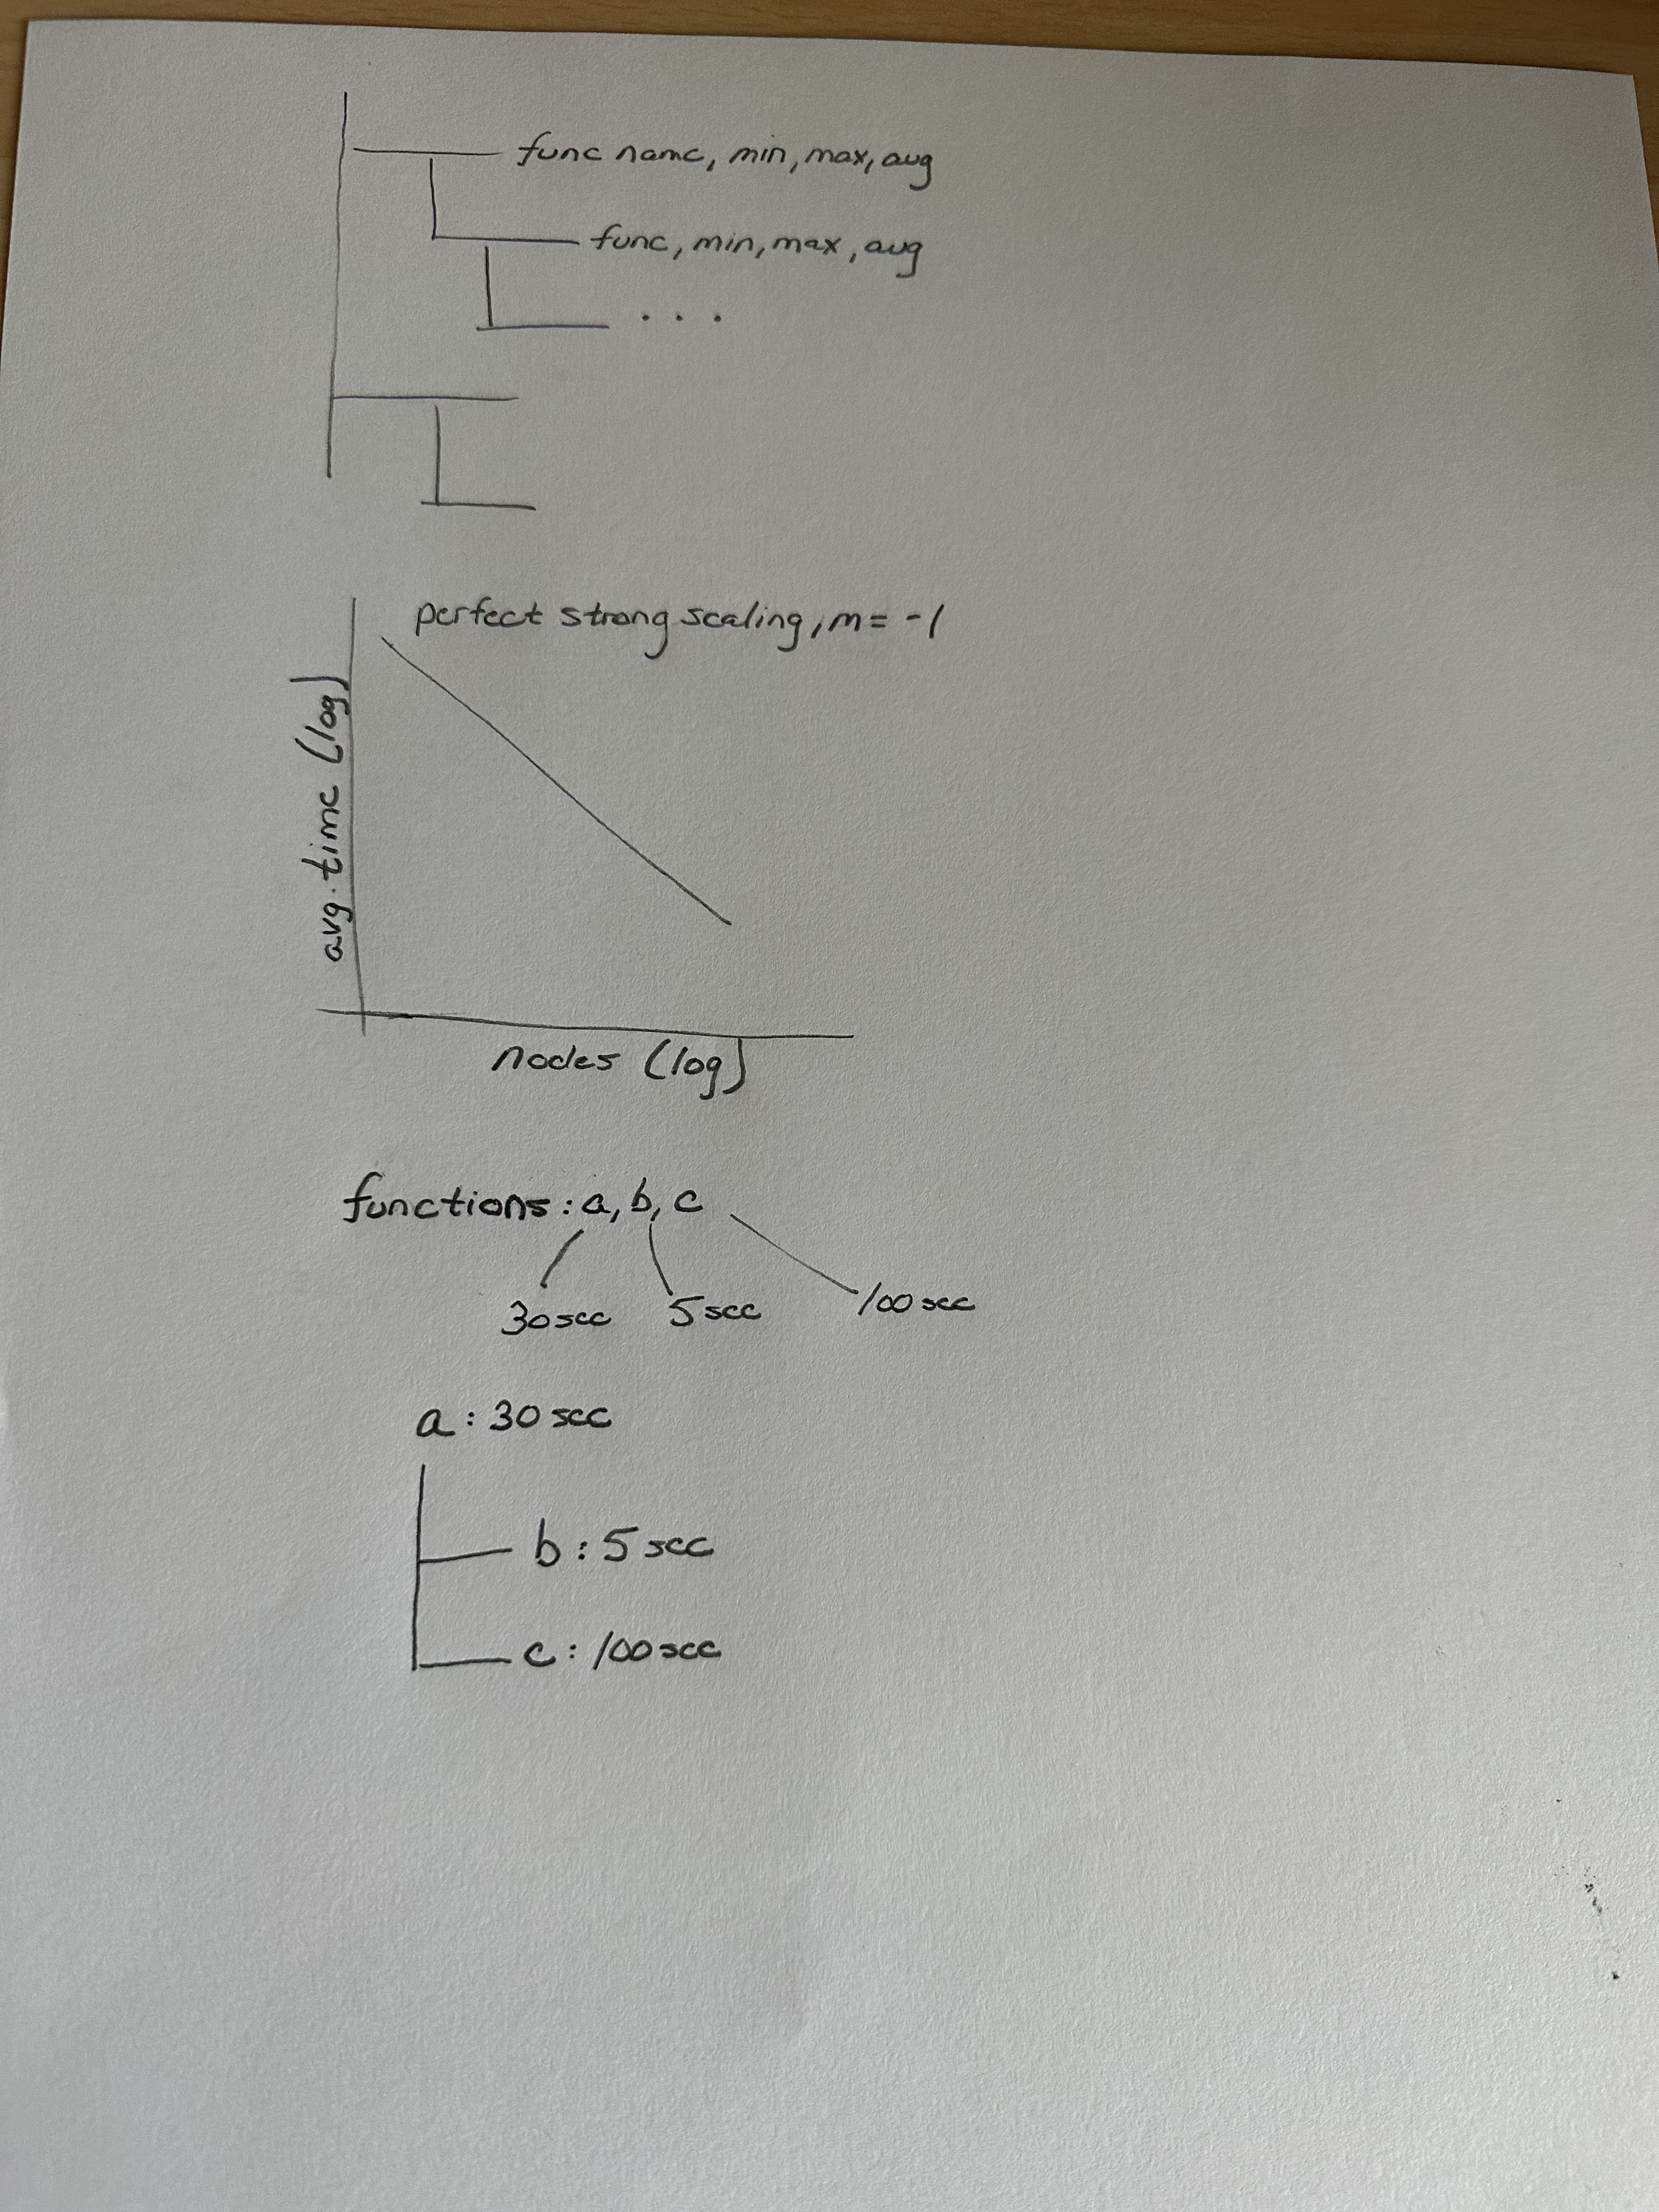 func name, min, max, avg
func, min, max, avg
...
perfect strong scaling, m = -1
avg. time (log)
nodes (log)
functions: a, b, c
30 sec 5 sec 100 sec
a: 30 sec
b: 5 sec
c: 100 sec